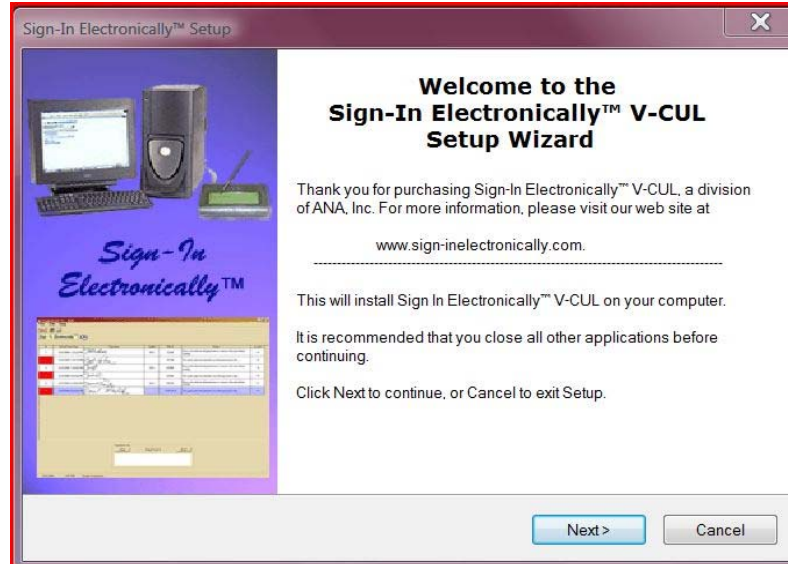 Sign-In Electronically™ Setup
Welcome to the
Sign-In Electronically™ V-CUL
Setup Wizard
Thank you for purchasing Sign-In Electronically™ V-CUL, a division
of ANA, Inc. For more information, please visit our web site at
www.sign-inelectronically.com.
This will install Sign In Electronically™ V-CUL on your computer.
It is recommended that you close all other applications before
continuing.
Click Next to continue, or Cancel to exit Setup.
Sign-In
Electronically™
Next >
Cancel